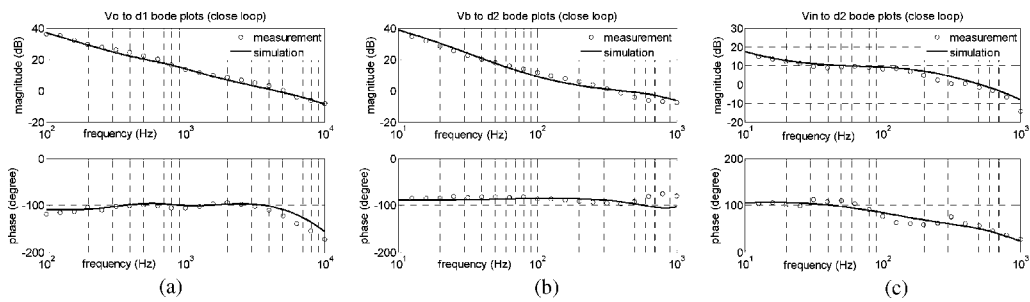 Vo to d1 bode plots (close loop)
magnitude (dB)
40
20
0
-20
measurement
simulation
10^2
frequency (Hz)
10^3
10^4
phase (degree)
0
-100
-200
10^2
frequency (Hz)
10^3
10^4
(a)
Vb to d2 bode plots (close loop)
magnitude (dB)
40
20
0
-20
measurement
simulation
10^1
frequency (Hz)
10^2
10^3
phase (degree)
0
-100
-200
10^1
frequency (Hz)
10^2
10^3
(b)
Vin to d2 bode plots (close loop)
magnitude (dB)
30
20
10
0
-10
-20
measurement
simulation
10^1
frequency (Hz)
10^2
10^3
phase (degree)
200
100
0
10^1
frequency (Hz)
10^2
10^3
(c)